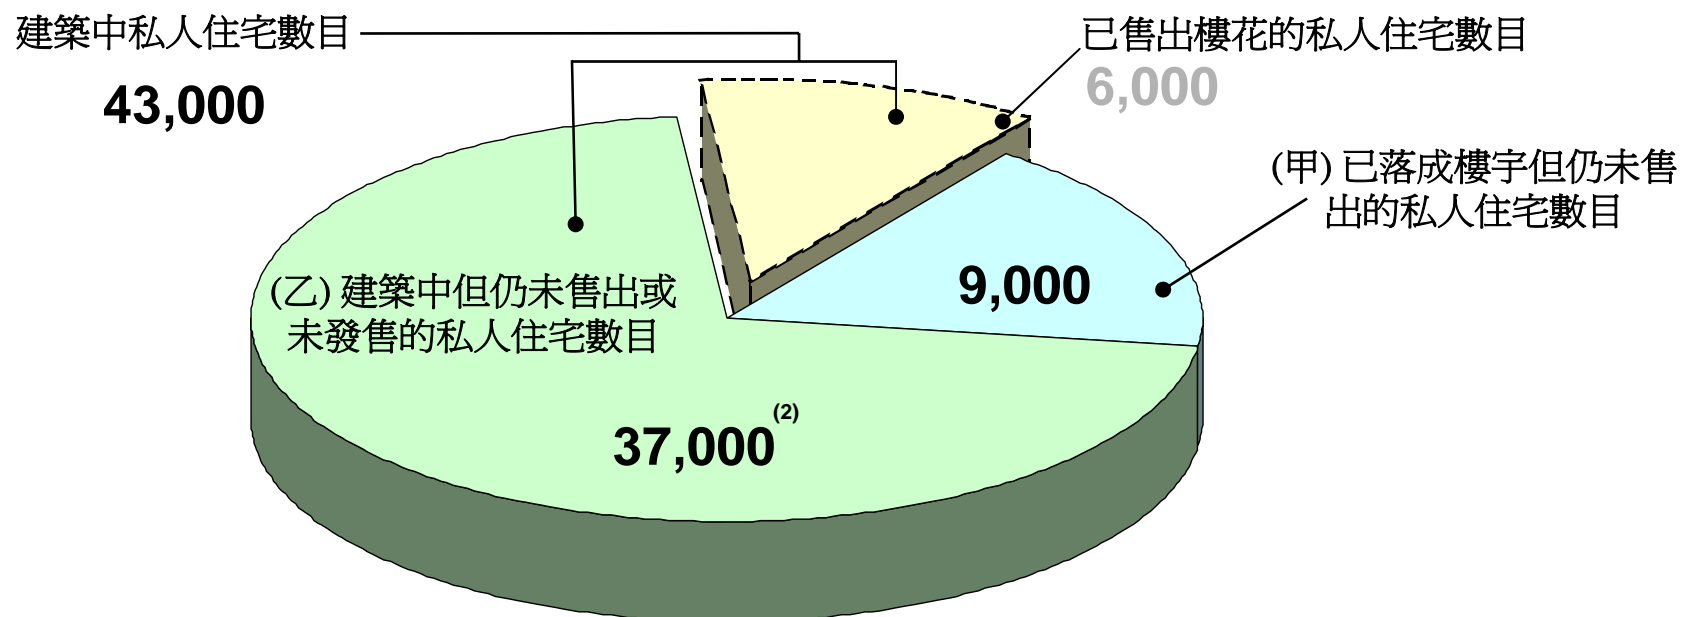 建築中私人住宅數目
43,000
已售出樓花的私人住宅數目
6,000
(甲) 已落成樓宇但仍未售
出的私人住宅數目
9,000
(乙) 建築中但仍未售出或
未發售的私人住宅數目
37,000(2)